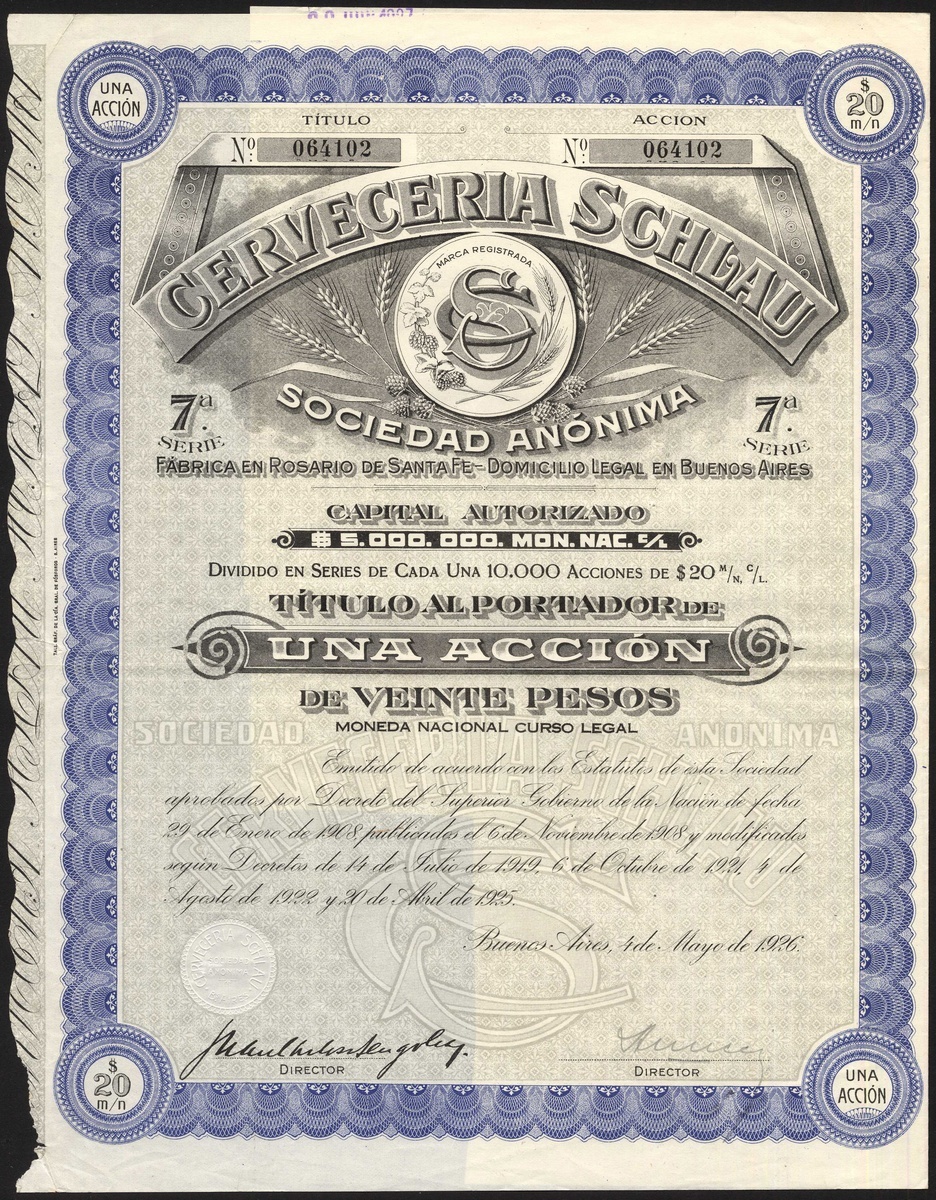 UNA
ACCIÓN
$
20
m/n
TÍTULO
ACCION
Nº 064102
Nº 064102
CERVECERIA SCHLAU
MARCA REGISTRADA
SOCIEDAD ANÓNIMA
7ª. SERIE
7ª. SERIE
FÁBRICA EN ROSARIO DE SANTA FE - DOMICILIO LEGAL EN BUENOS AIRES
CAPITAL AUTORIZADO
$ 5.000.000. MON. NAC. C/L
DIVIDIDO EN SERIES DE CADA UNA 10.000 ACCIONES DE $ 20 M/N, C/L.
TÍTULO AL PORTADOR DE
UNA ACCIÓN
DE VEINTE PESOS
MONEDA NACIONAL CURSO LEGAL
SOCIEDAD ANONIMA
CERVECERIA SCHLAU
Emitido de acuerdo con los Estatutos de ésta Sociedad
aprobados por Decreto del Superior Gobierno de la Nación de fecha
29 de Enero de 1908 publicados el 6 de Noviembre de 1908 y modificados
según Decretos de 14 de Julio de 1919, 6 de Octubre de 1921, 4 de
Agosto de 1922 y 20 de Abril de 1925.
Buenos Aires, 4 de Mayo de 1926.
DIRECTOR
DIRECTOR
$
20
m/n
UNA
ACCIÓN